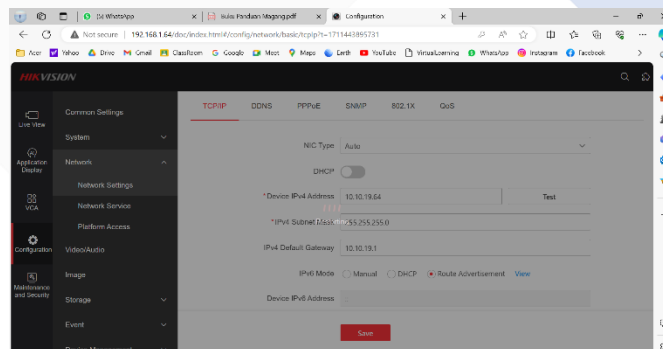 (5) WhatsApp
Buku Panduan Magang.pdf
Configuration
Not secure 192.168.1.64/doc/index.html#/config/network/basic/tcpIp?t=1711443895731
Acer Yahoo Drive Gmail ClassRoom Google Meet Maps Earth YouTube VirtualLearning WhatsApp Instagram Facebook
HIKVISION
TCP/IP DDNS PPPoE SNMP 802.1X QoS
Live View
Application
Display
VCA
Configuration
Maintenance
and Security
Common Settings
System
Network
Network Settings
Network Service
Platform Access
Video/Audio
Image
Storage
Event
Device Management
NIC Type Auto
DHCP
*Device IPv4 Address 10.10.19.64 Test
*IPv4 Subnet Mask 255.255.255.0
IPv4 Default Gateway 10.10.19.1
IPv6 Mode Manual DHCP Route Advertisement View
Device IPv6 Address ::
Save